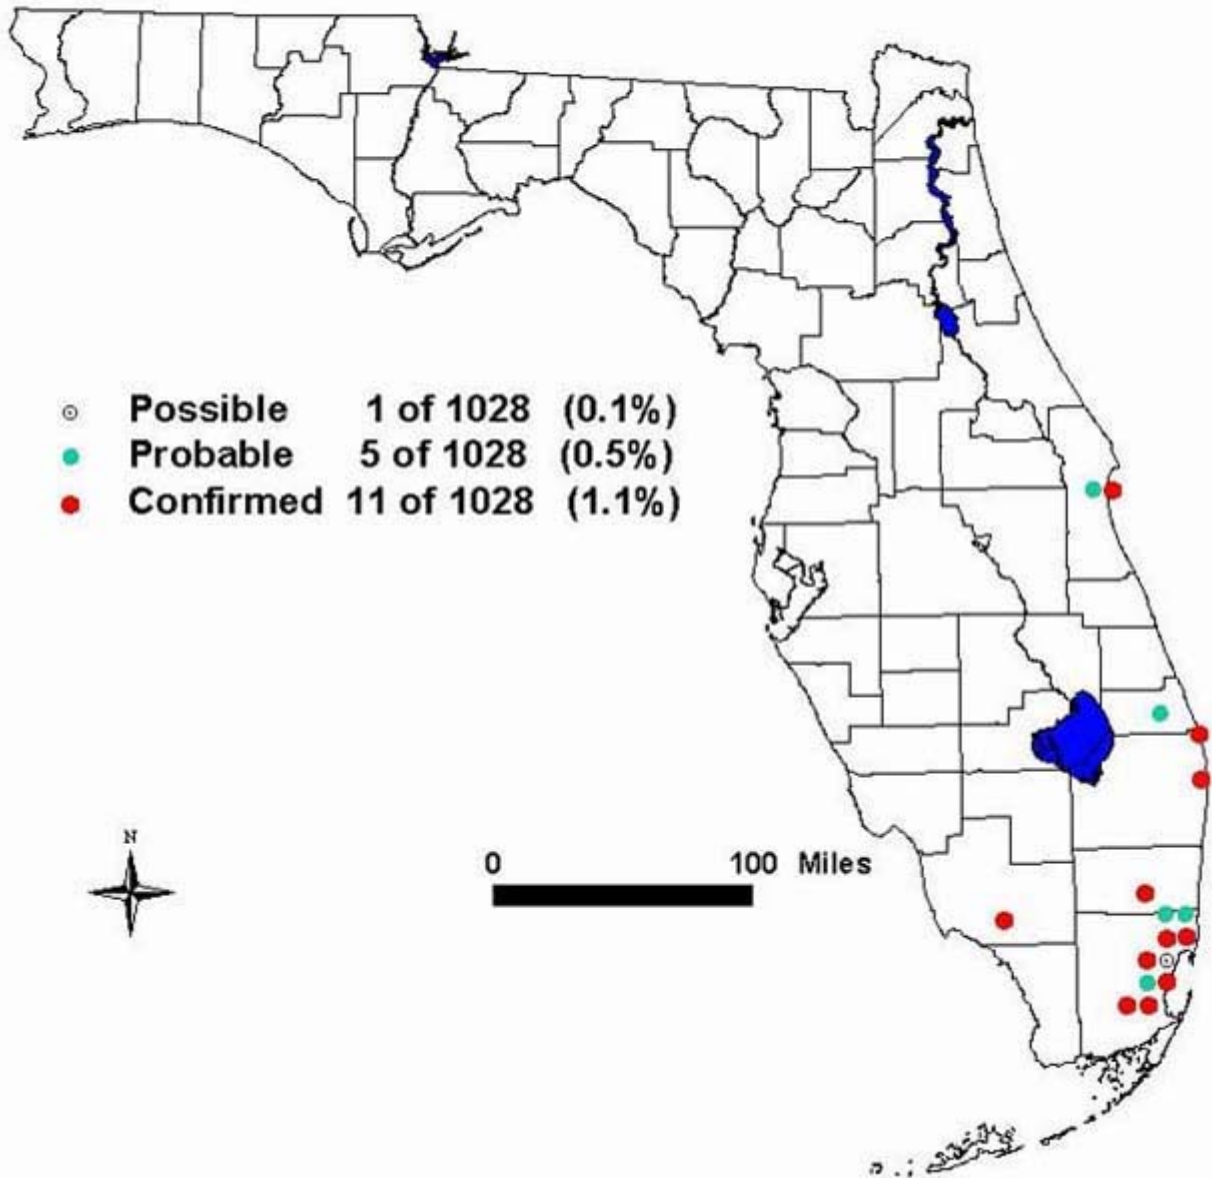 Possible 1 of 1028 (0.1%)
Probable 5 of 1028 (0.5%)
Confirmed 11 of 1028 (1.1%)
N
0 100 Miles